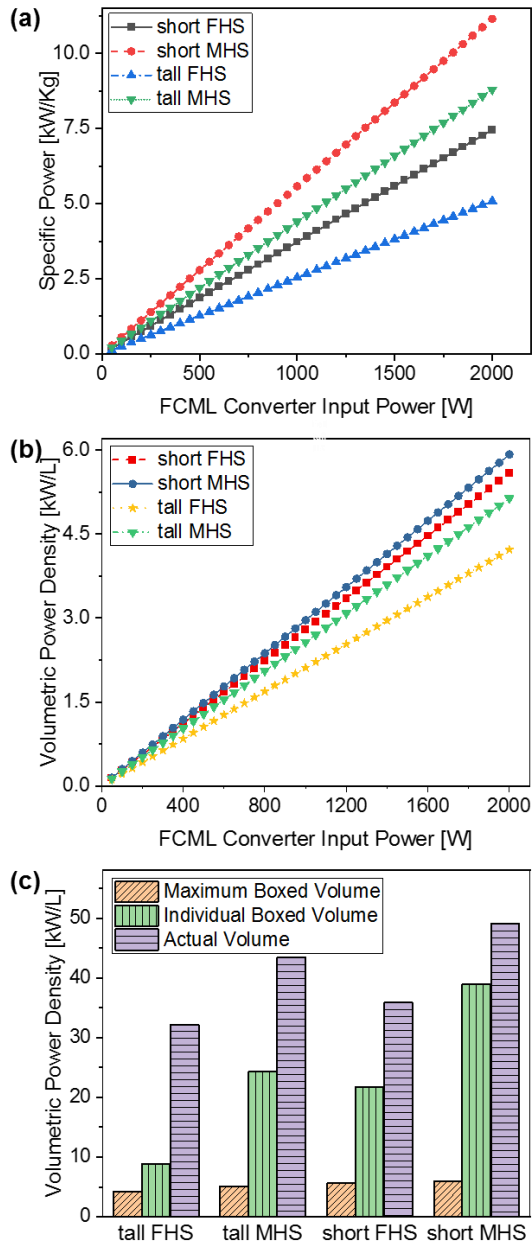 (a)
short FHS
short MHS
tall FHS
tall MHS
Specific Power [kW/Kg]
10.0
7.5
5.0
2.5
0.0
500
1000
1500
2000
FCML Converter Input Power [W]
(b)
short FHS
short MHS
tall FHS
tall MHS
Volumetric Power Density [kW/L]
6.0
4.5
3.0
1.5
0.0
400
800
1200
1600
2000
FCML Converter Input Power [W]
(c)
Maximum Boxed Volume
Individual Boxed Volume
Actual Volume
Volumetric Power Density [kW/L]
50
40
30
20
10
0
tall FHS
tall MHS
short FHS
short MHS